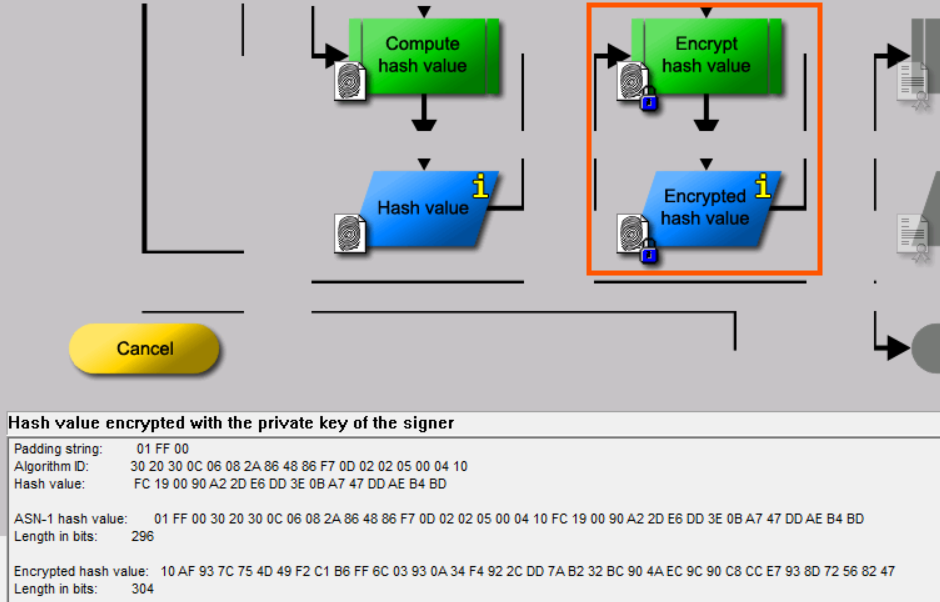 Compute
hash value
Encrypt
hash value
i
Hash value
i
Encrypted
hash value
Cancel
Hash value encrypted with the private key of the signer
Padding string: 01 FF 00
Algorithm ID: 30 20 30 0C 06 08 2A 86 48 86 F7 0D 02 02 05 00 04 10
Hash value: FC 19 00 90 A2 2D E6 DD 3E 0B A7 47 DD AE B4 BD
ASN-1 hash value: 01 FF 00 30 20 30 0C 06 08 2A 86 48 86 F7 0D 02 02 05 00 04 10 FC 19 00 90 A2 2D E6 DD 3E 0B A7 47 DD AE B4 BD
Length in bits: 296
Encrypted hash value: 10 AF 93 7C 75 4D 49 F2 C1 B6 FF 6C 03 93 0A 34 F4 92 2C DD 7A B2 32 BC 90 4A EC 9C 90 C8 CC E7 93 8D 72 56 82 47
Length in bits: 304